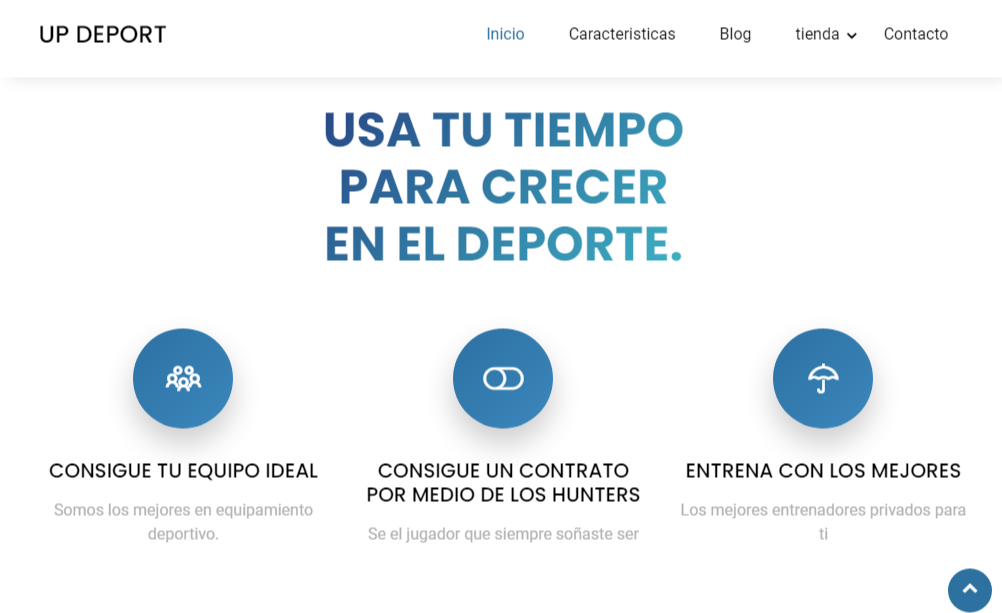 UP DEPORT
Inicio Caracteristicas Blog tienda Contacto
USA TU TIEMPO
PARA CRECER
EN EL DEPORTE.
CONSIGUE TU EQUIPO IDEAL
Somos los mejores en equipamiento
deportivo.
CONSIGUE UN CONTRATO
POR MEDIO DE LOS HUNTERS
Se el jugador que siempre soñaste ser
ENTRENA CON LOS MEJORES
Los mejores entrenadores privados para
ti